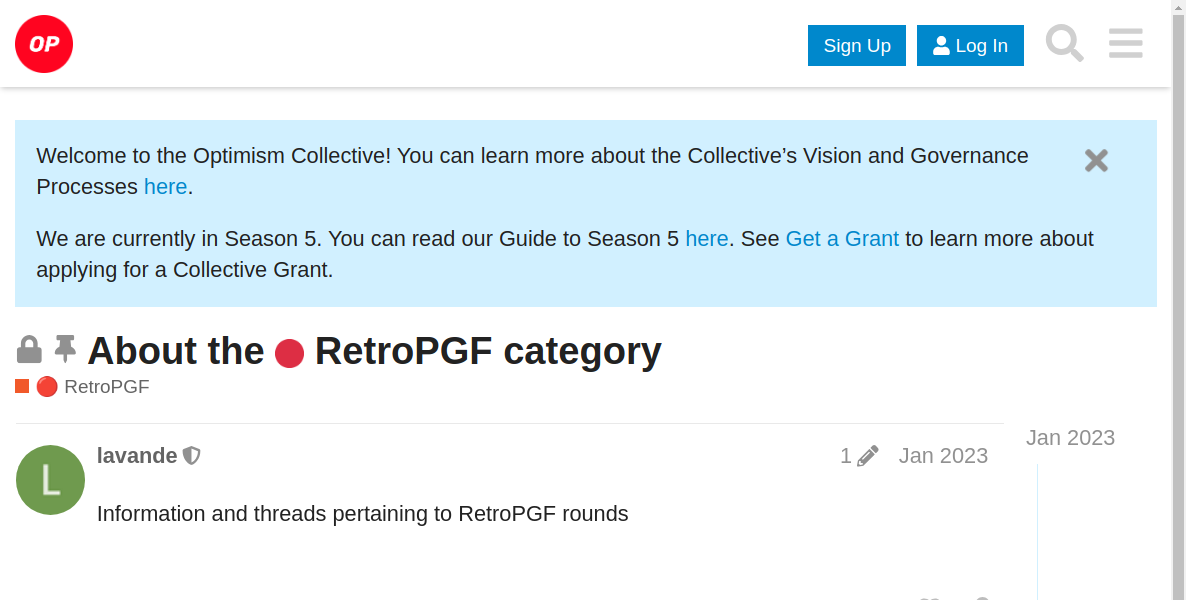 OP
Sign Up
Log In
Welcome to the Optimism Collective! You can learn more about the Collective’s Vision and Governance
Processes here.
We are currently in Season 5. You can read our Guide to Season 5 here. See Get a Grant to learn more about
applying for a Collective Grant.
About the 🔴 RetroPGF category
🔴 RetroPGF
Jan 2023
L
lavande
1
Jan 2023
Information and threads pertaining to RetroPGF rounds